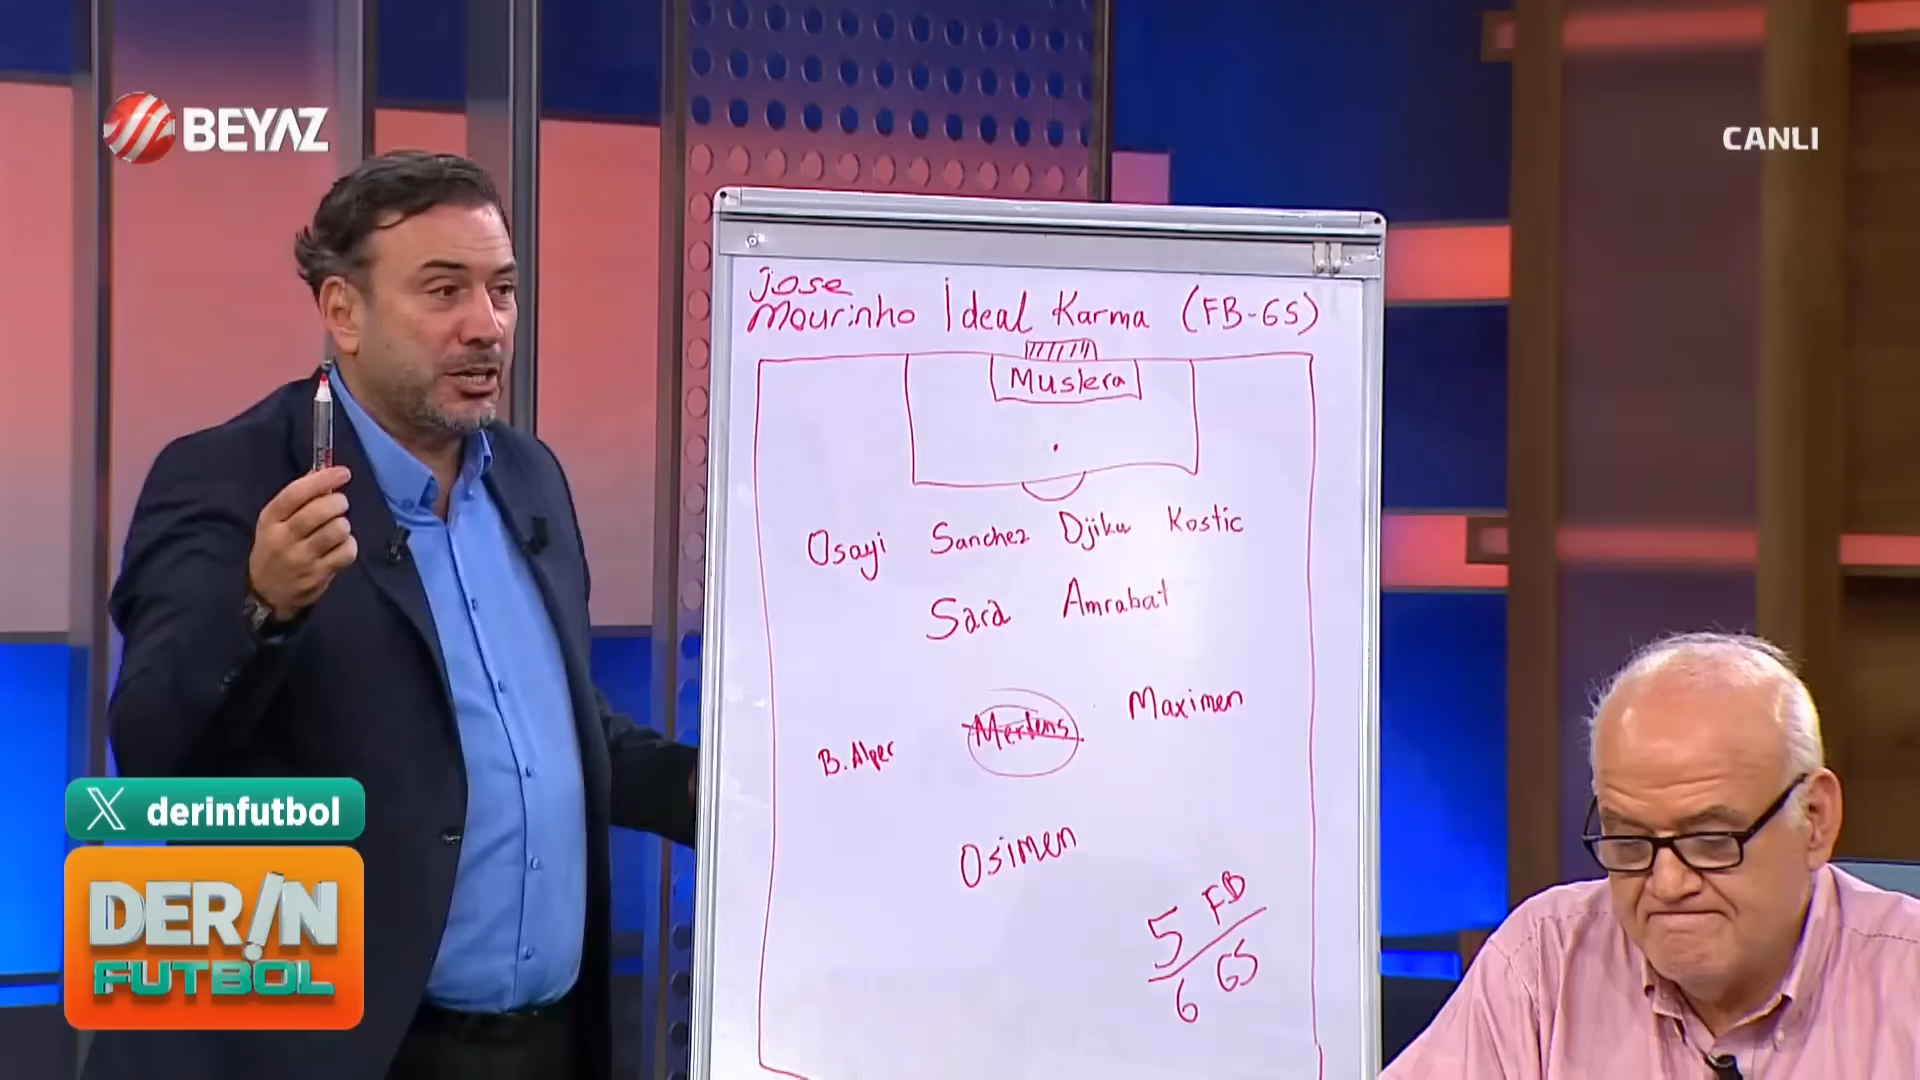 BEYAZ
CANLI
Jose
Mourinho İdeal Karma (FB-GS)
Muslera
Osayi Sanchez Djiku Kostic
Sara Amrabat
B.Alper Mertens Maximen
Osimen
5 FB
6 GS
X derinfutbol
DERİN
FUTBOL